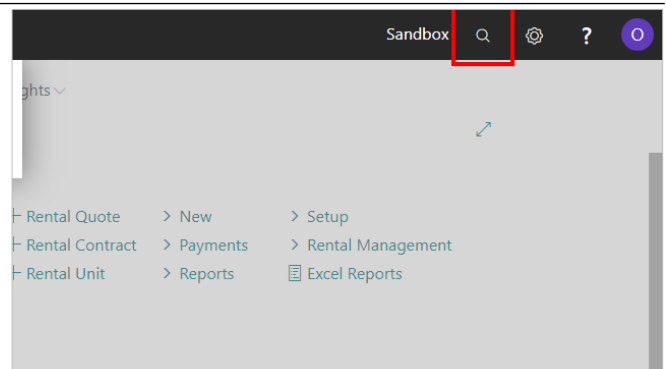 Sandbox ? O
ghts
+ Rental Quote > New > Setup
+ Rental Contract > Payments > Rental Management
+ Rental Unit > Reports Excel Reports